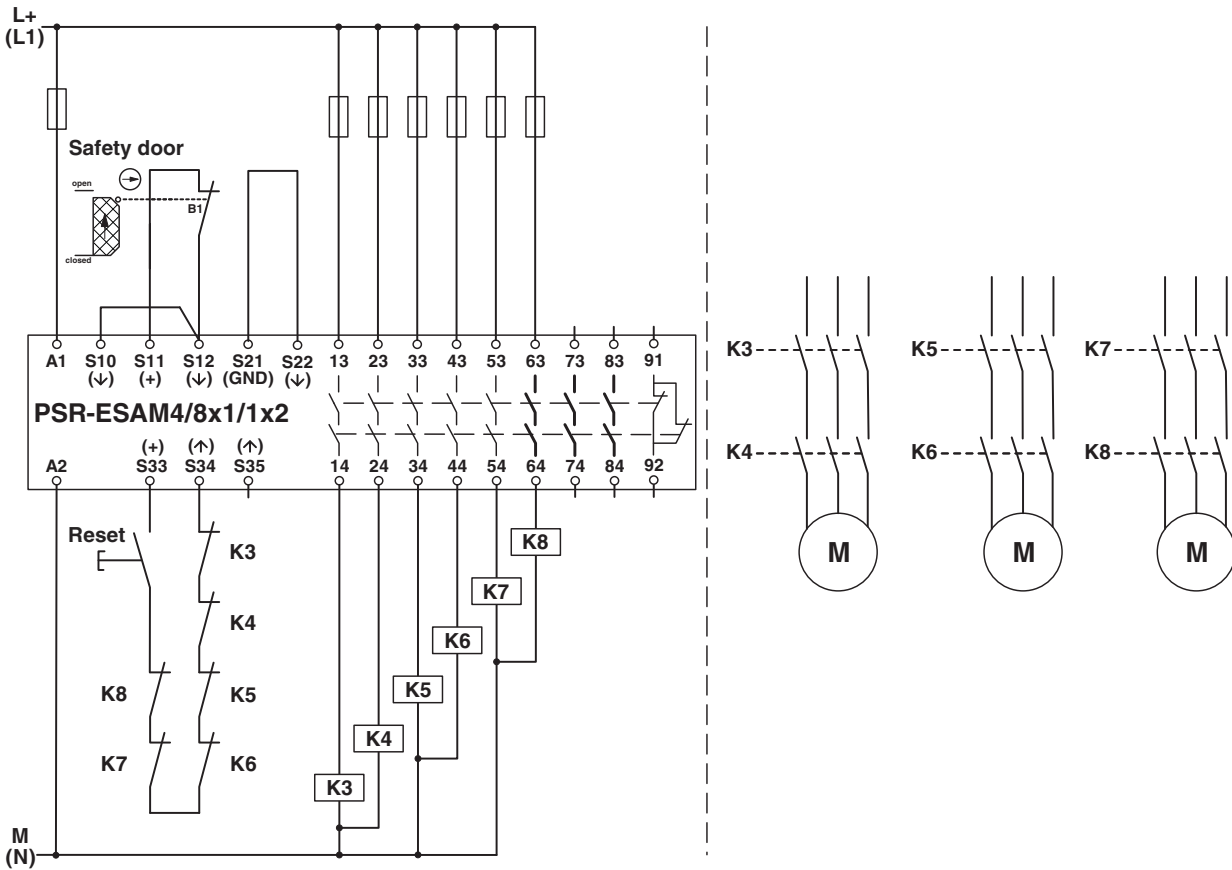 L+
(L1)
Safety door
open
B1
closed
A1 S10 S11 S12 S21 S22 13 23 33 43 53 63 73 83 91
(↓) (+) (↓) (GND) (↓)
PSR-ESAM4/8x1/1x2
(+) (↑) (↑)
A2 S33 S34 S35 14 24 34 44 54 64 74 84 92
Reset
K3
K4
K8
K5
K7
K6
K8
K7
K6
K5
K4
K3
M
(N)
K3 K5 K7
K4 K6 K8
M M M